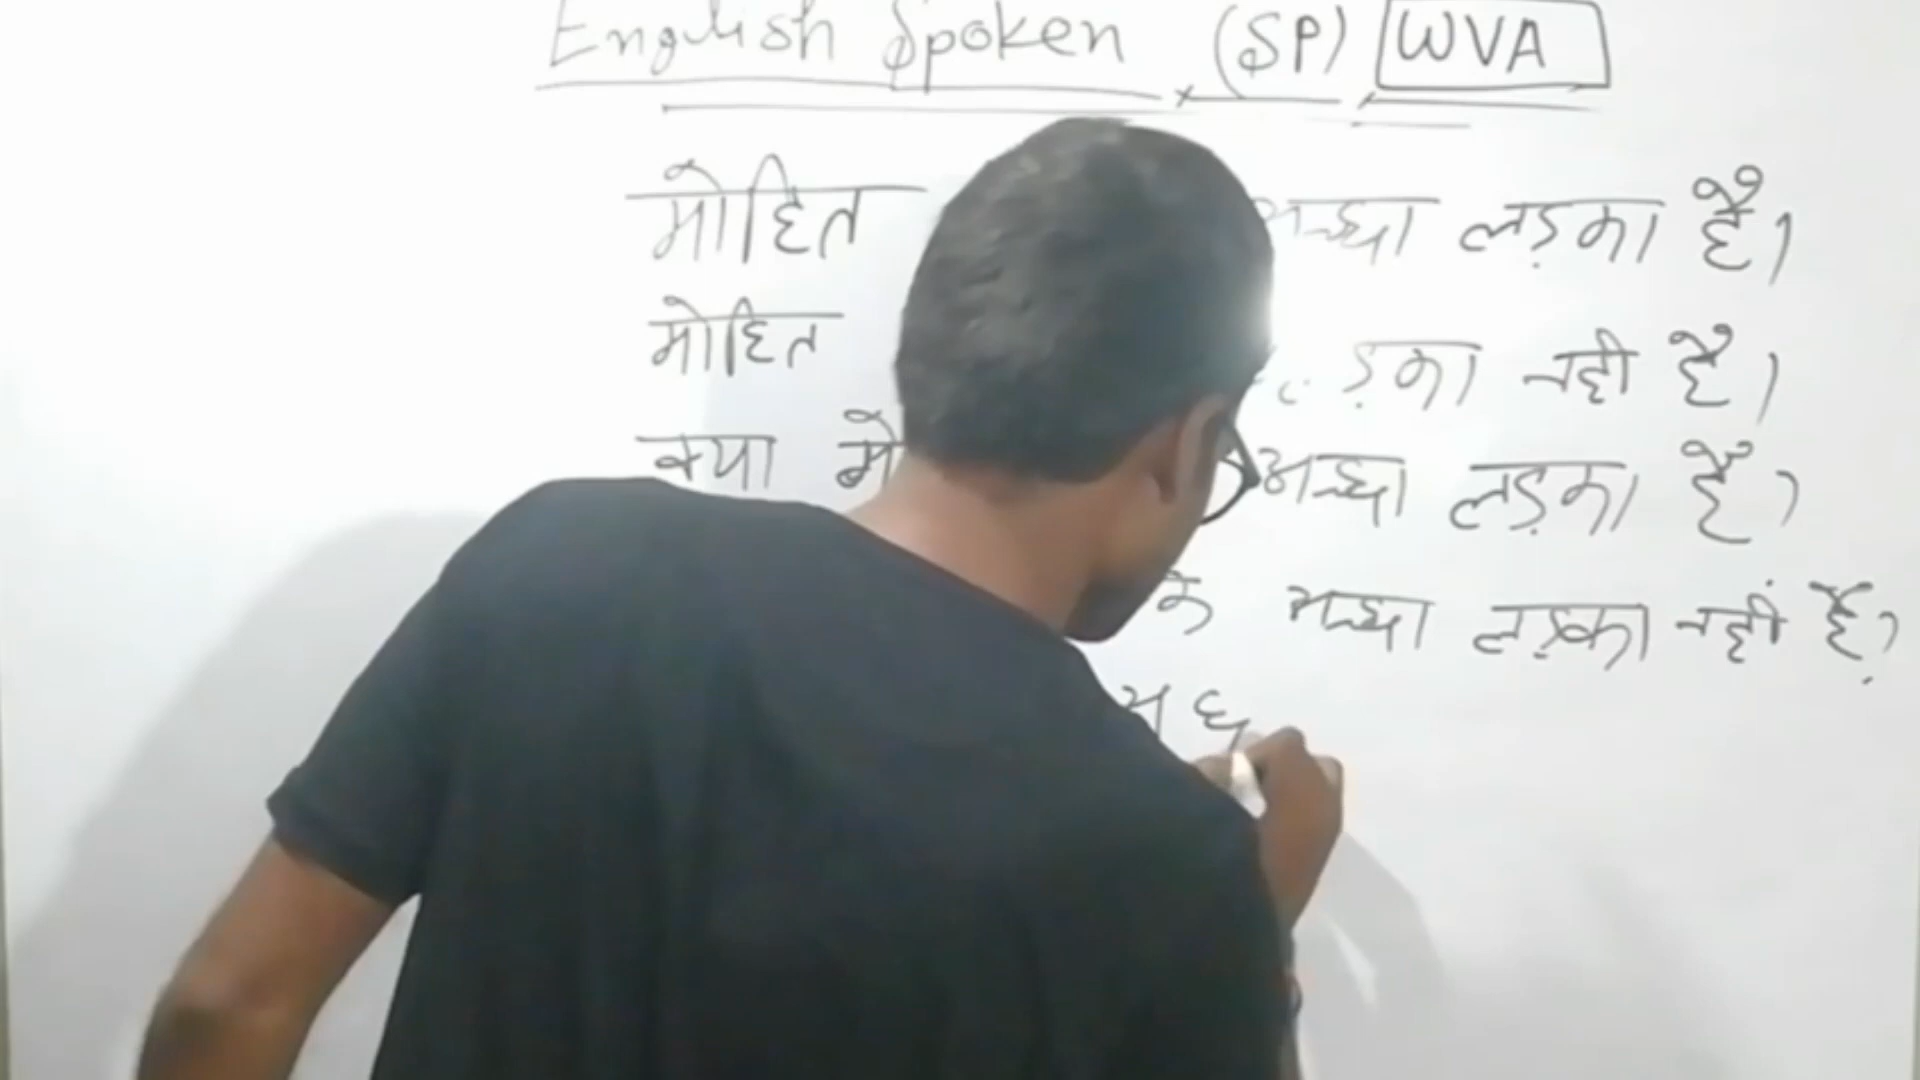 English Spoken (SP) WVA
मोहित अच्छा लड़का है।
मोहित लड़का नही है।
क्या अच्छा लड़का है?
अच्छा लड़का नहीं है?